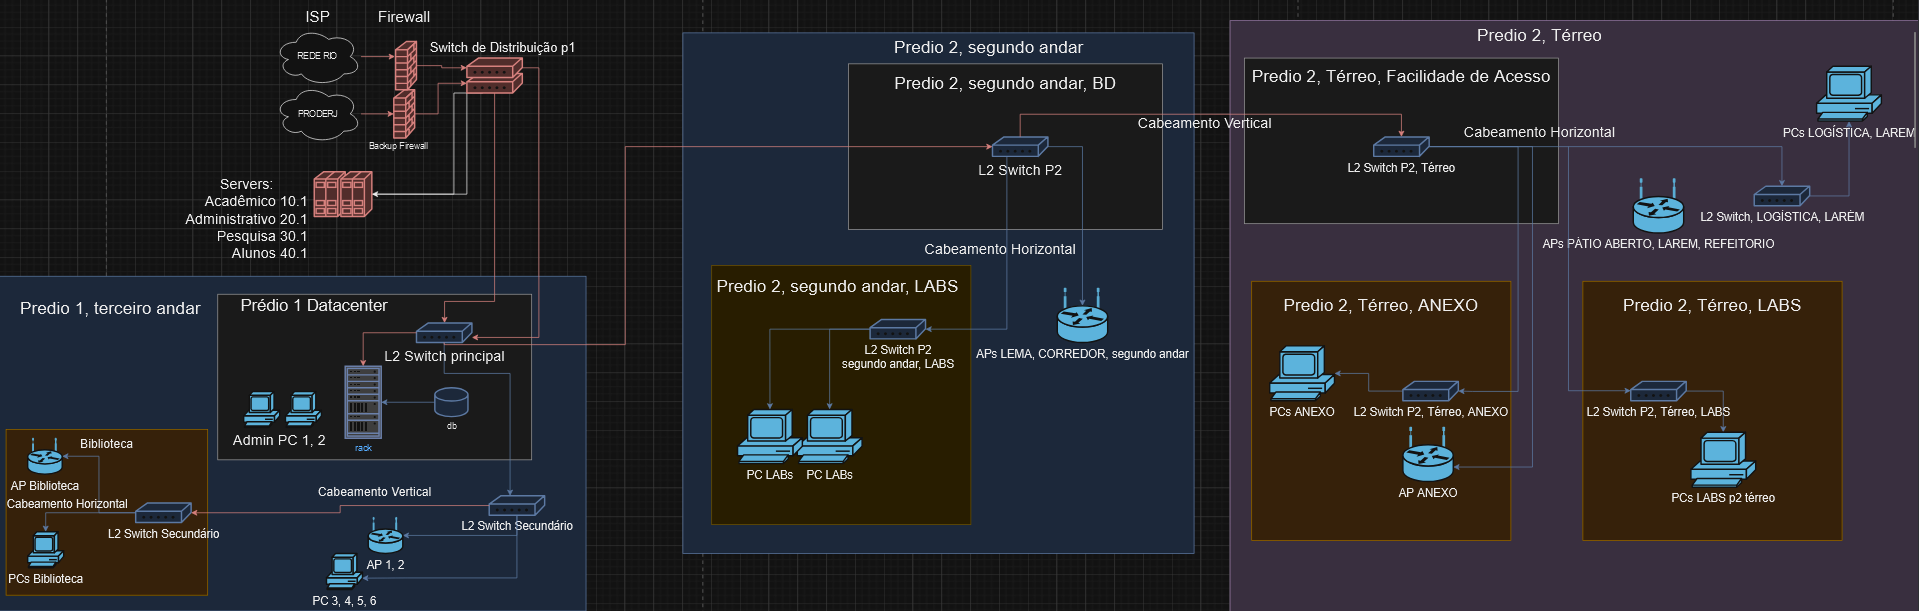 ISP
Firewall
REDE RIO
Switch de Distribuição p1
PRODERJ
Backup Firewall
Servers:
Acadêmico 10.1
Administrativo 20.1
Pesquisa 30.1
Alunos 40.1
Predio 1, terceiro andar
Prédio 1 Datacenter
L2 Switch principal
Admin PC 1, 2
rack
db
Biblioteca
AP Biblioteca
Cabeamento Horizontal
L2 Switch Secundário
PCs Biblioteca
Cabeamento Vertical
L2 Switch Secundário
AP 1, 2
PC 3, 4, 5, 6
Predio 2, segundo andar
Predio 2, segundo andar, BD
L2 Switch P2
Cabeamento Vertical
Cabeamento Horizontal
Predio 2, segundo andar, LABS
L2 Switch P2
segundo andar, LABS
PC LABs
PC LABs
APs LEMA, CORREDOR, segundo andar
Predio 2, Térreo
Predio 2, Térreo, Facilidade de Acesso
L2 Switch P2, Térreo
Cabeamento Horizontal
PCs LOGÍSTICA, LAREM
L2 Switch, LOGÍSTICA, LAREM
APs PÀTIO ABERTO, LAREM, REFEITORIO
Predio 2, Térreo, ANEXO
PCs ANEXO
L2 Switch P2, Térreo, ANEXO
AP ANEXO
Predio 2, Térreo, LABS
L2 Switch P2, Térreo, LABS
PCs LABS p2 térreo